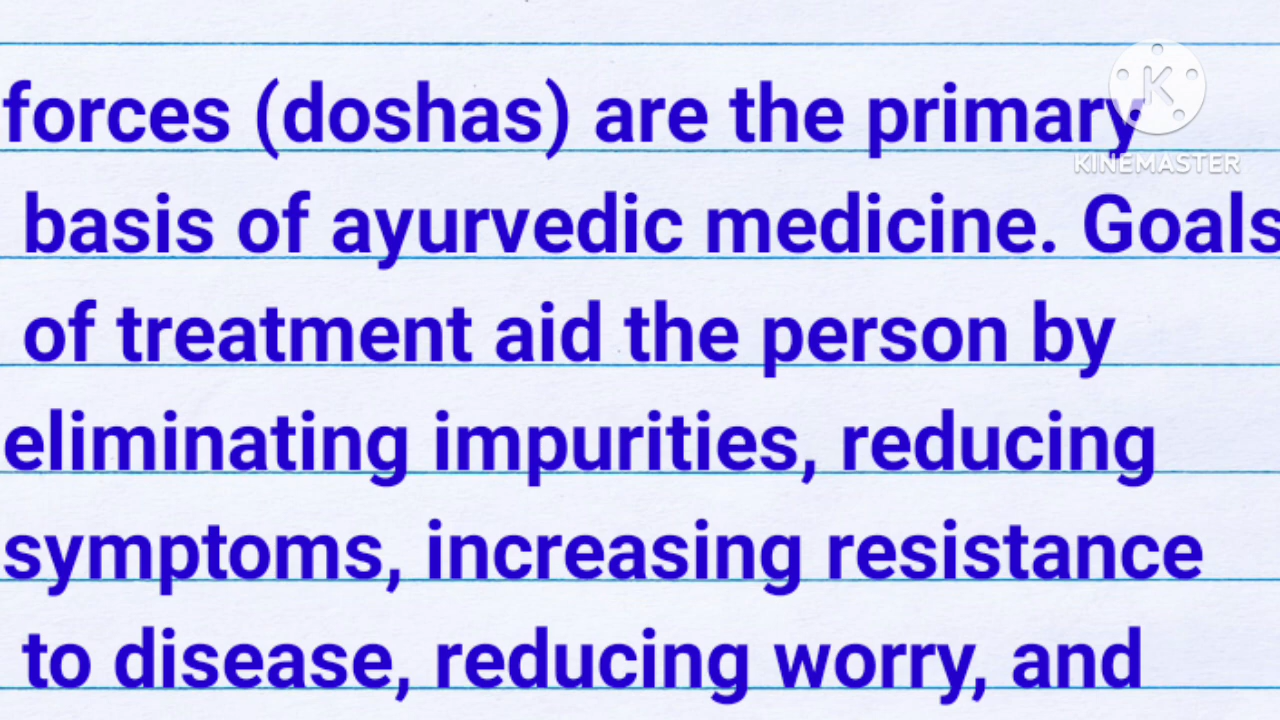 forces (doshas) are the primary
KINEMASTER
basis of ayurvedic medicine. Goals
of treatment aid the person by
eliminating impurities, reducing
symptoms, increasing resistance
to disease, reducing worry, and